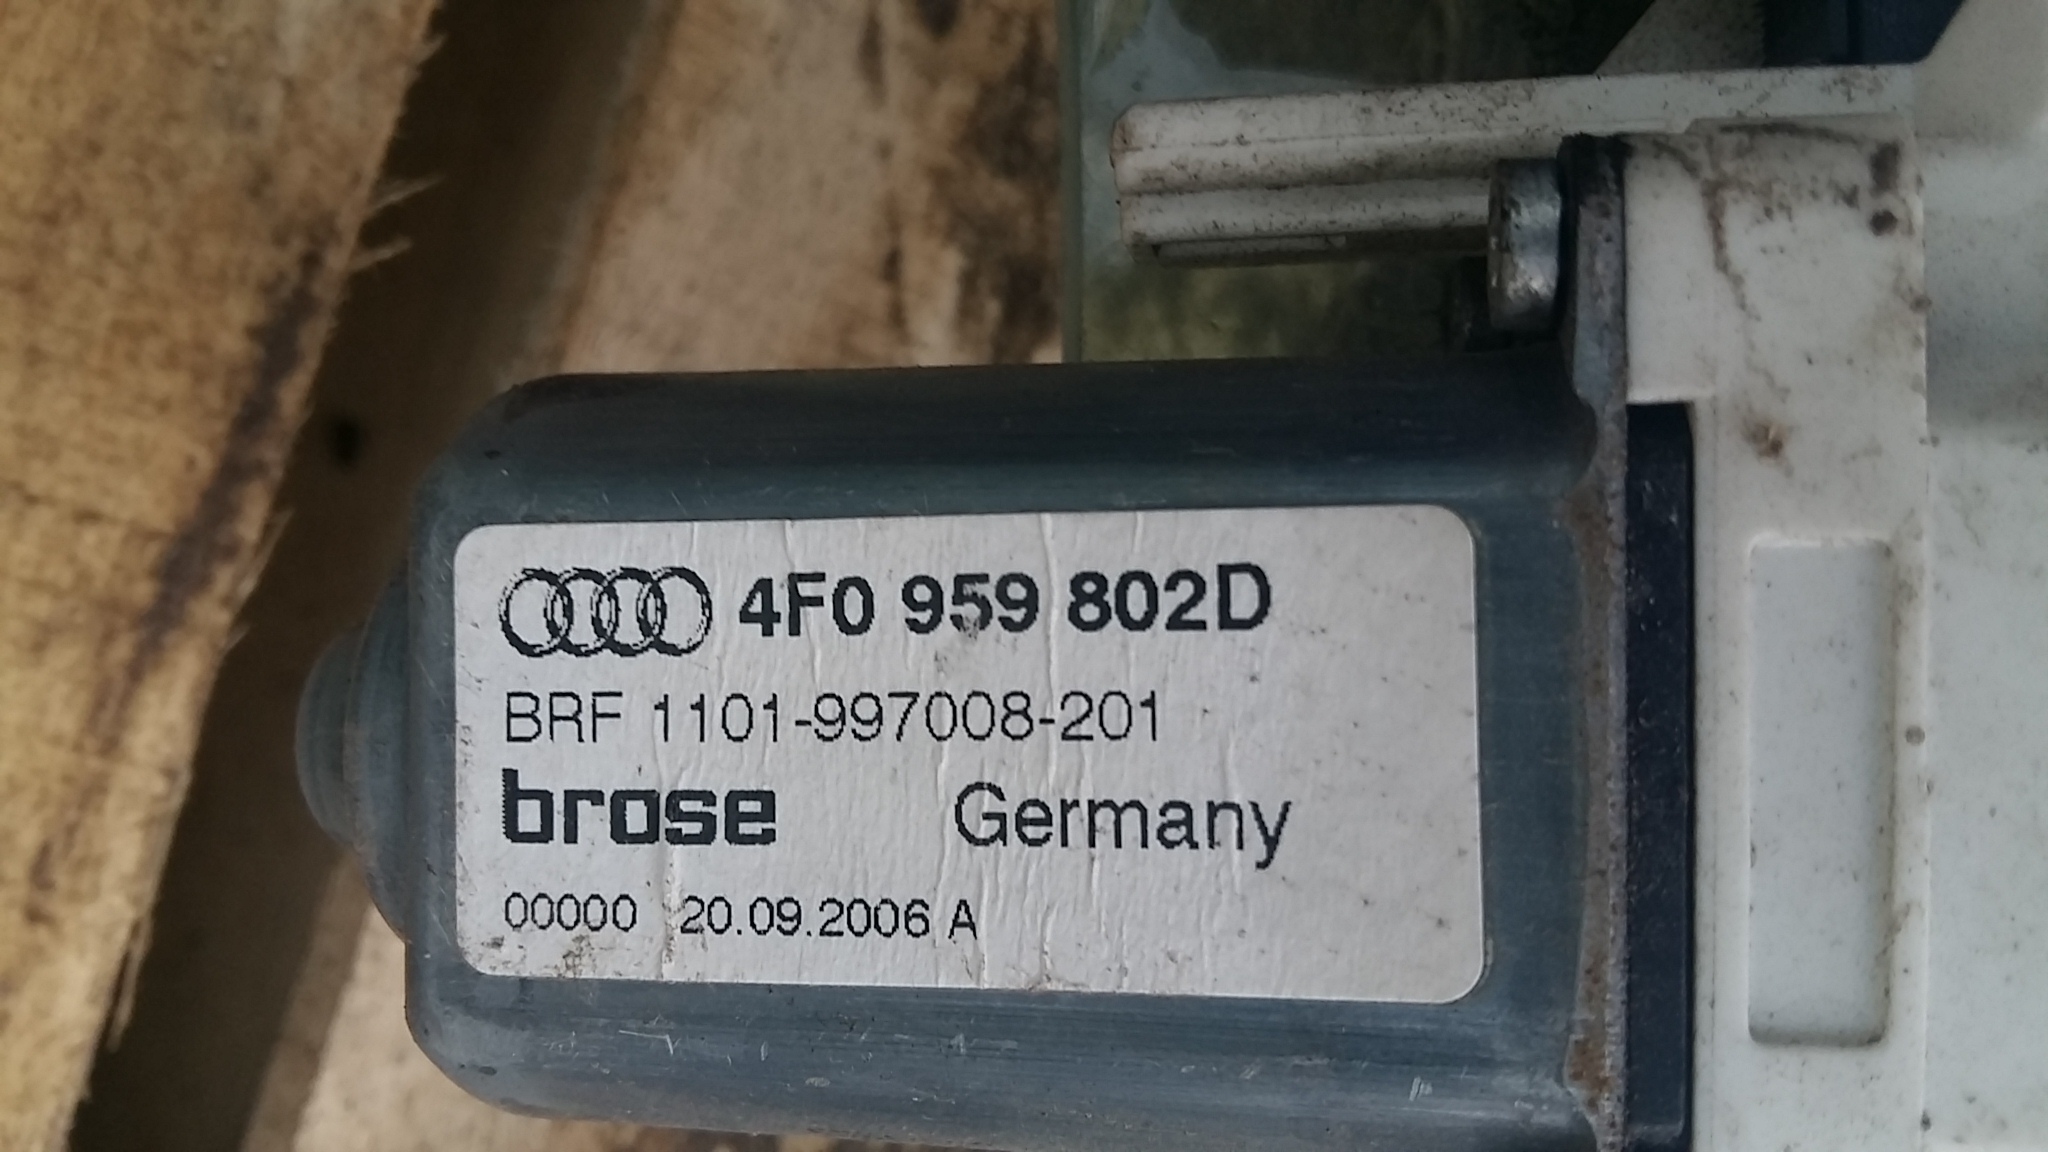 4F0 959 802D
BRF 1101-997008-201
brose Germany
00000 20.09.2006 A